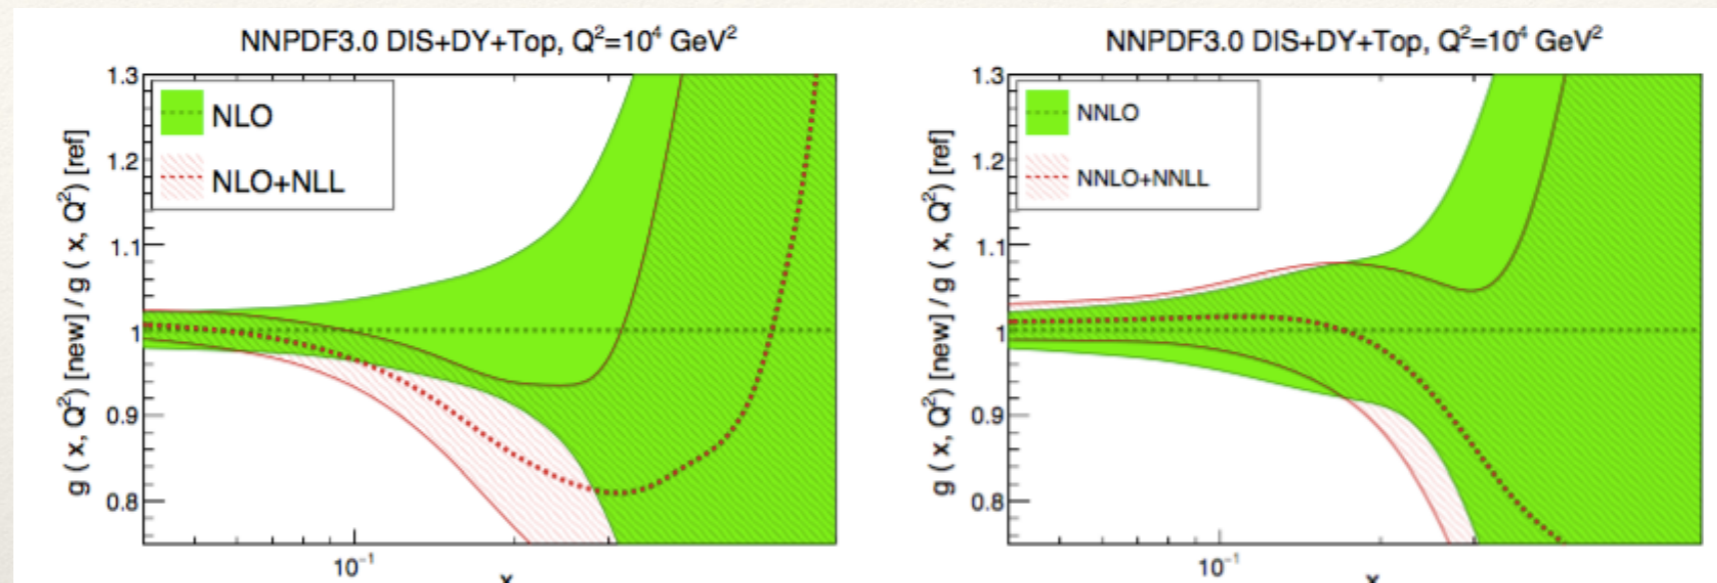 NNPDF3.0 DIS+DY+Top, Q²=10⁴ GeV²
NLO
NLO+NLL
g ( x, Q²) [new] / g ( x, Q²) [ref]
1.3
1.2
1.1
1
0.9
0.8
10⁻¹
x
NNPDF3.0 DIS+DY+Top, Q²=10⁴ GeV²
NNLO
NNLO+NNLL
g ( x, Q²) [new] / g ( x, Q²) [ref]
1.3
1.2
1.1
1
0.9
0.8
10⁻¹
x